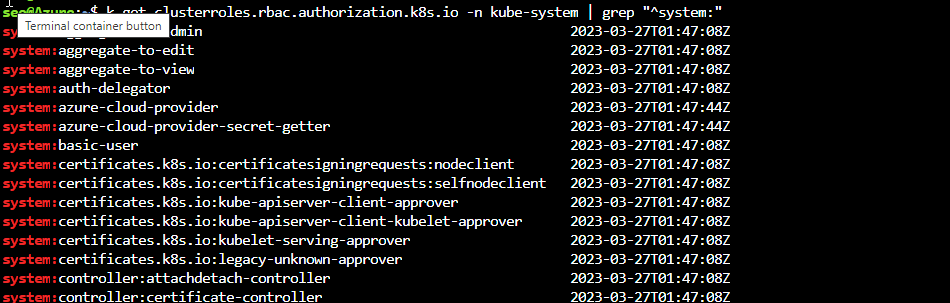 $ k get clusterroles.rbac.authorization.k8s.io -n kube-system | grep "^system:"
Terminal container button
dmin 2023-03-27T01:47:08Z
system:aggregate-to-edit 2023-03-27T01:47:08Z
system:aggregate-to-view 2023-03-27T01:47:08Z
system:auth-delegator 2023-03-27T01:47:08Z
system:azure-cloud-provider 2023-03-27T01:47:44Z
system:azure-cloud-provider-secret-getter 2023-03-27T01:47:44Z
system:basic-user 2023-03-27T01:47:08Z
system:certificates.k8s.io:certificatesigningrequests:nodeclient 2023-03-27T01:47:08Z
system:certificates.k8s.io:certificatesigningrequests:selfnodeclient 2023-03-27T01:47:08Z
system:certificates.k8s.io:kube-apiserver-client-approver 2023-03-27T01:47:08Z
system:certificates.k8s.io:kube-apiserver-client-kubelet-approver 2023-03-27T01:47:08Z
system:certificates.k8s.io:kubelet-serving-approver 2023-03-27T01:47:08Z
system:certificates.k8s.io:legacy-unknown-approver 2023-03-27T01:47:08Z
system:controller:attachdetach-controller 2023-03-27T01:47:08Z
system:controller:certificate-controller 2023-03-27T01:47:08Z